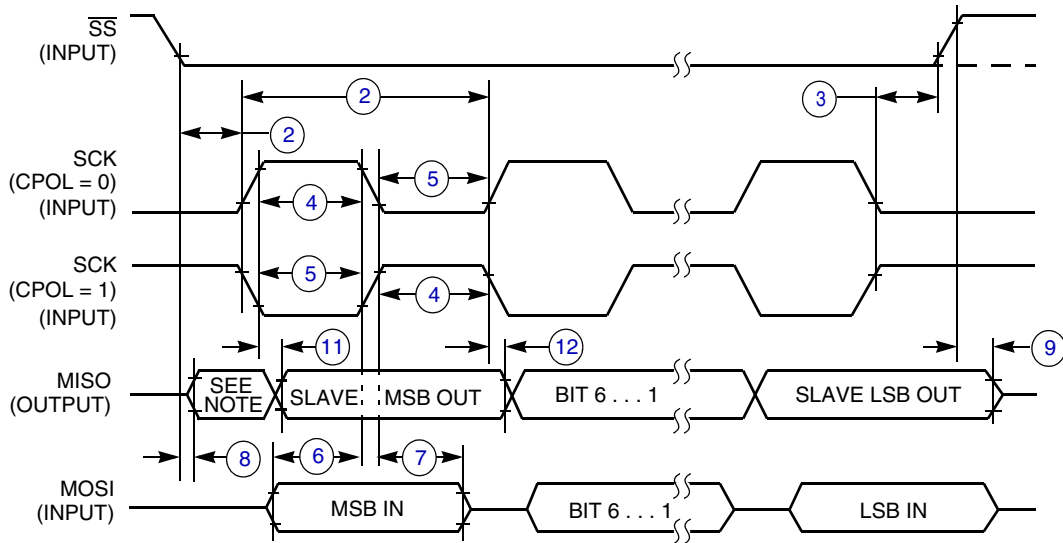 SS
(INPUT)
2
3
2
SCK
(CPOL = 0)
(INPUT)
5
4
SCK
(CPOL = 1)
(INPUT)
5
4
11
12
9
MISO
(OUTPUT)
SEE
NOTE
SLAVE
MSB OUT
BIT 6 . . . 1
SLAVE LSB OUT
8
6
7
MOSI
(INPUT)
MSB IN
BIT 6 . . . 1
LSB IN